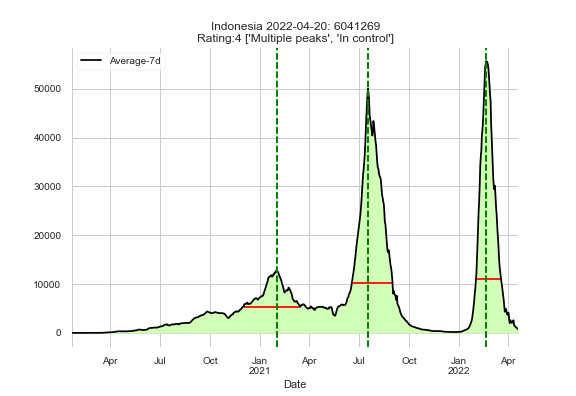 Indonesia 2022-04-20: 6041269
Rating:4 ['Multiple peaks', 'In control']
Average-7d
50000
40000
30000
20000
10000
0
Apr Jul Oct Jan Apr Jul Oct Jan Apr
2021 2022
Date